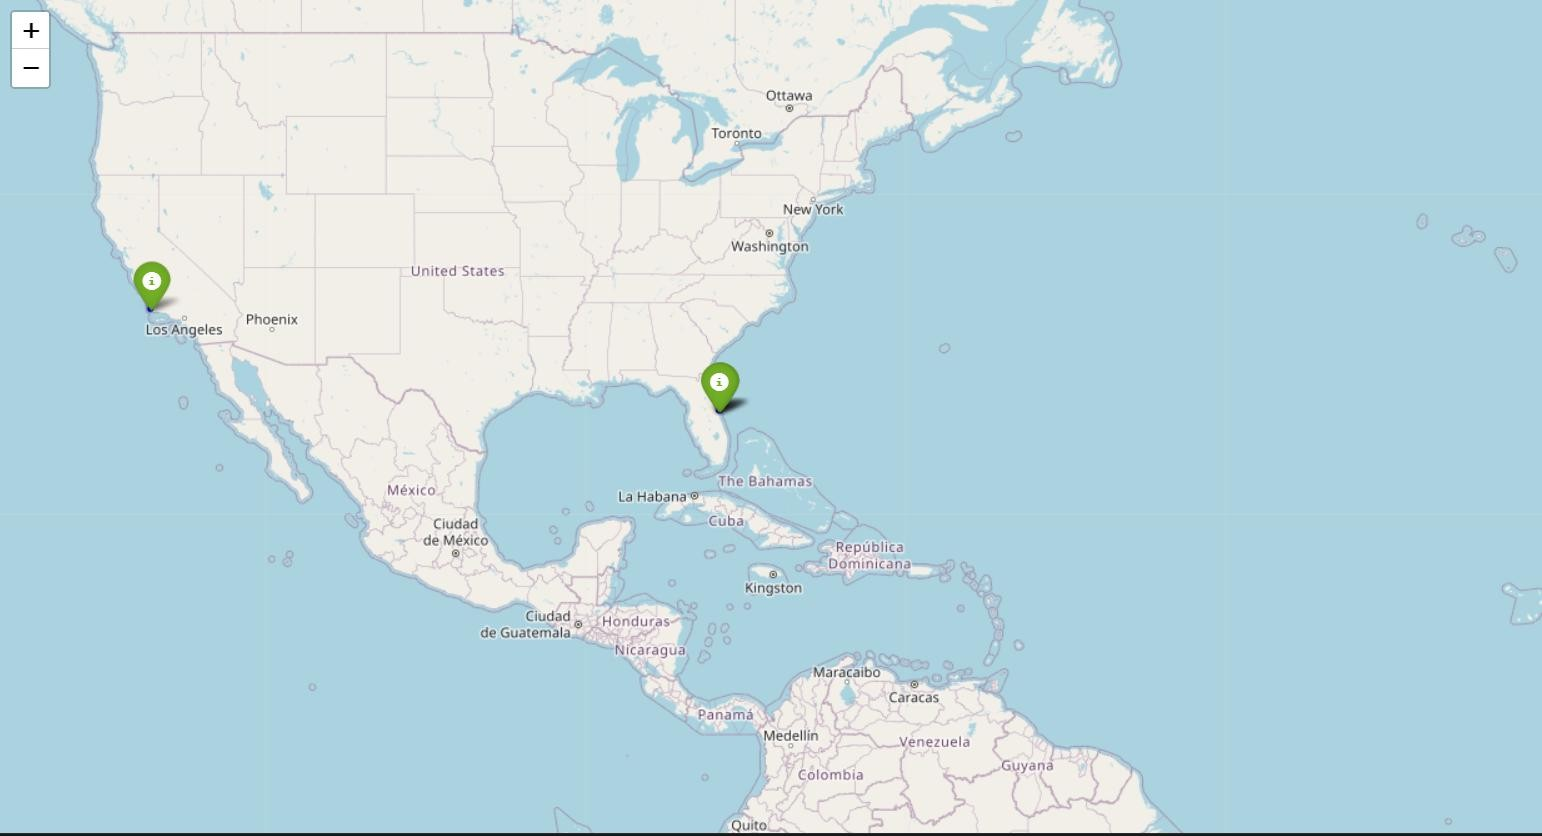 +
−
Ottawa
Toronto
New York
Washington
United States
i
Los Angeles
Phoenix
i
México
La Habana
The Bahamas
Cuba
Ciudad
de México
República
Dominicana
Kingston
Ciudad
de Guatemala
Honduras
Nicaragua
Maracaibo
Caracas
Panamá
Medellín
Venezuela
Guyana
Colombia
Quito